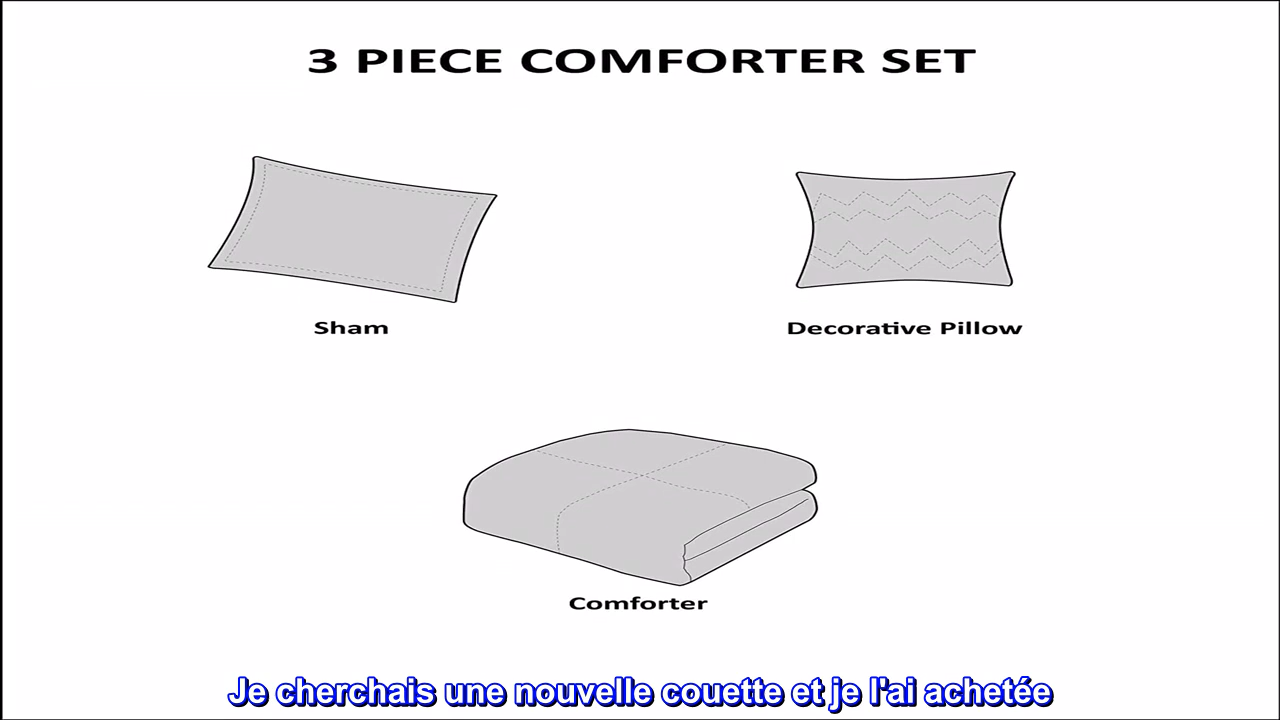 3 PIECE COMFORTER SET
Sham
Decorative Pillow
Comforter
Je cherchais une nouvelle couette et je l'ai achetée